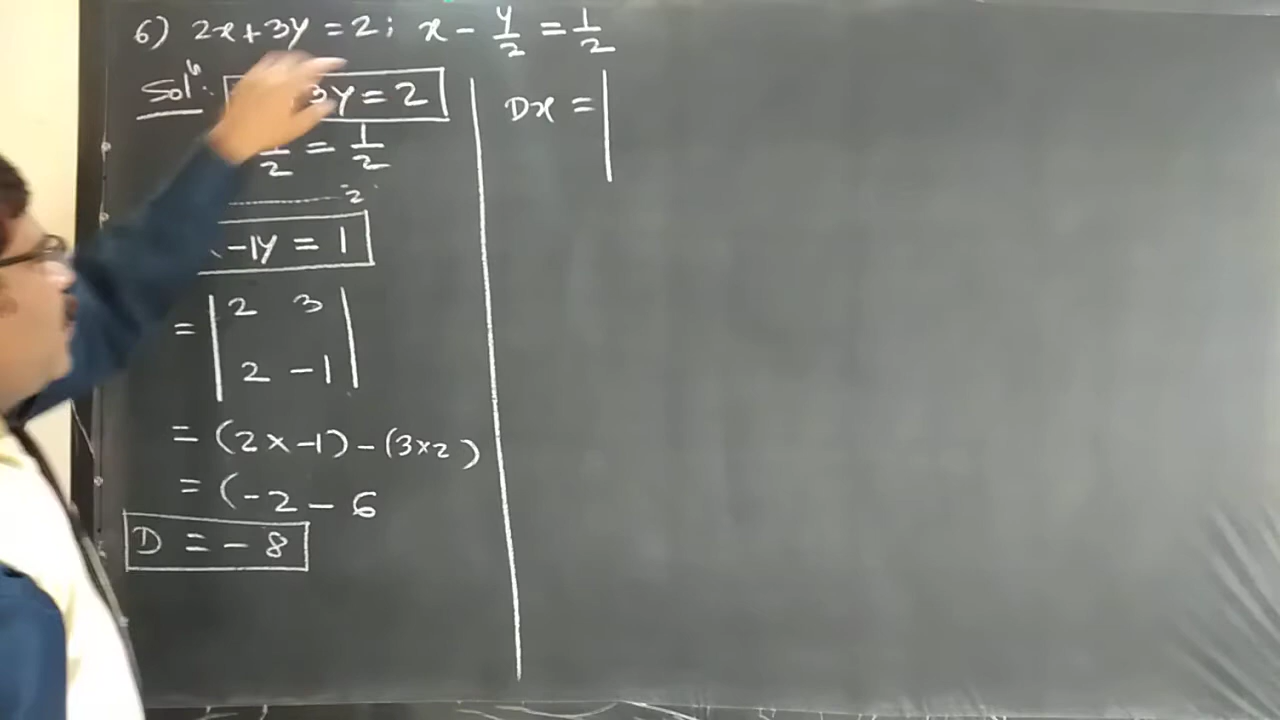 6) 2x+3y = 2 ; x - y/2 = 1/2
Solⁿ. 3y = 2
/2 = 1/2
2
-1y = 1
= | 2 3 |
| 2 -1 |
= (2 x -1) - (3 x 2)
= (-2 - 6
D = - 8
Dx = |